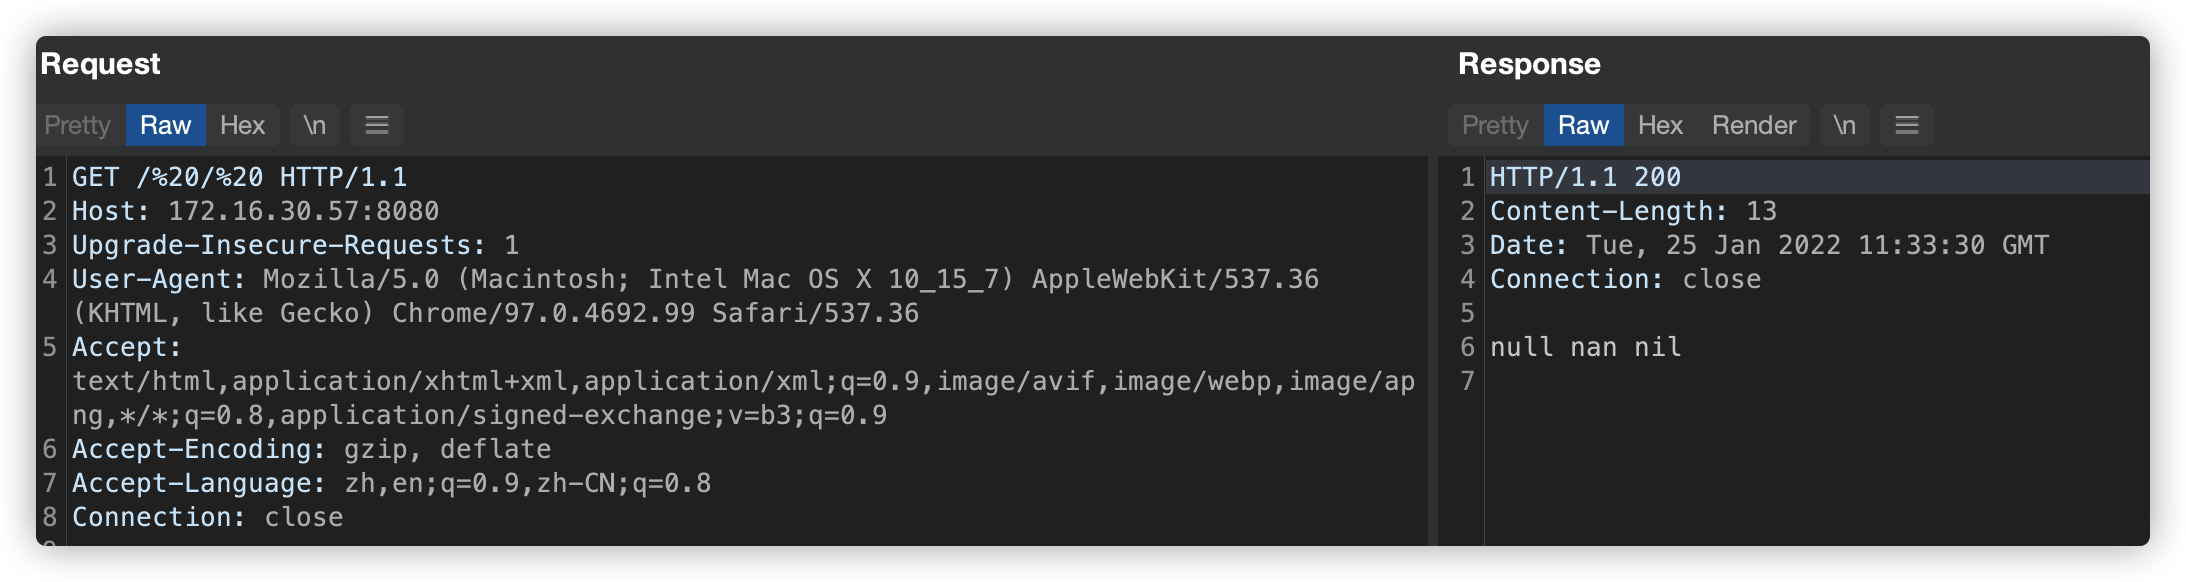 Request
Pretty Raw Hex \n
1 GET /%20/%20 HTTP/1.1
2 Host: 172.16.30.57:8080
3 Upgrade-Insecure-Requests: 1
4 User-Agent: Mozilla/5.0 (Macintosh; Intel Mac OS X 10_15_7) AppleWebKit/537.36
(KHTML, like Gecko) Chrome/97.0.4692.99 Safari/537.36
5 Accept:
text/html,application/xhtml+xml,application/xml;q=0.9,image/avif,image/webp,image/ap
ng,*/*;q=0.8,application/signed-exchange;v=b3;q=0.9
6 Accept-Encoding: gzip, deflate
7 Accept-Language: zh,en;q=0.9,zh-CN;q=0.8
8 Connection: close
Response
Pretty Raw Hex Render \n
1 HTTP/1.1 200
2 Content-Length: 13
3 Date: Tue, 25 Jan 2022 11:33:30 GMT
4 Connection: close
5
6 null nan nil
7